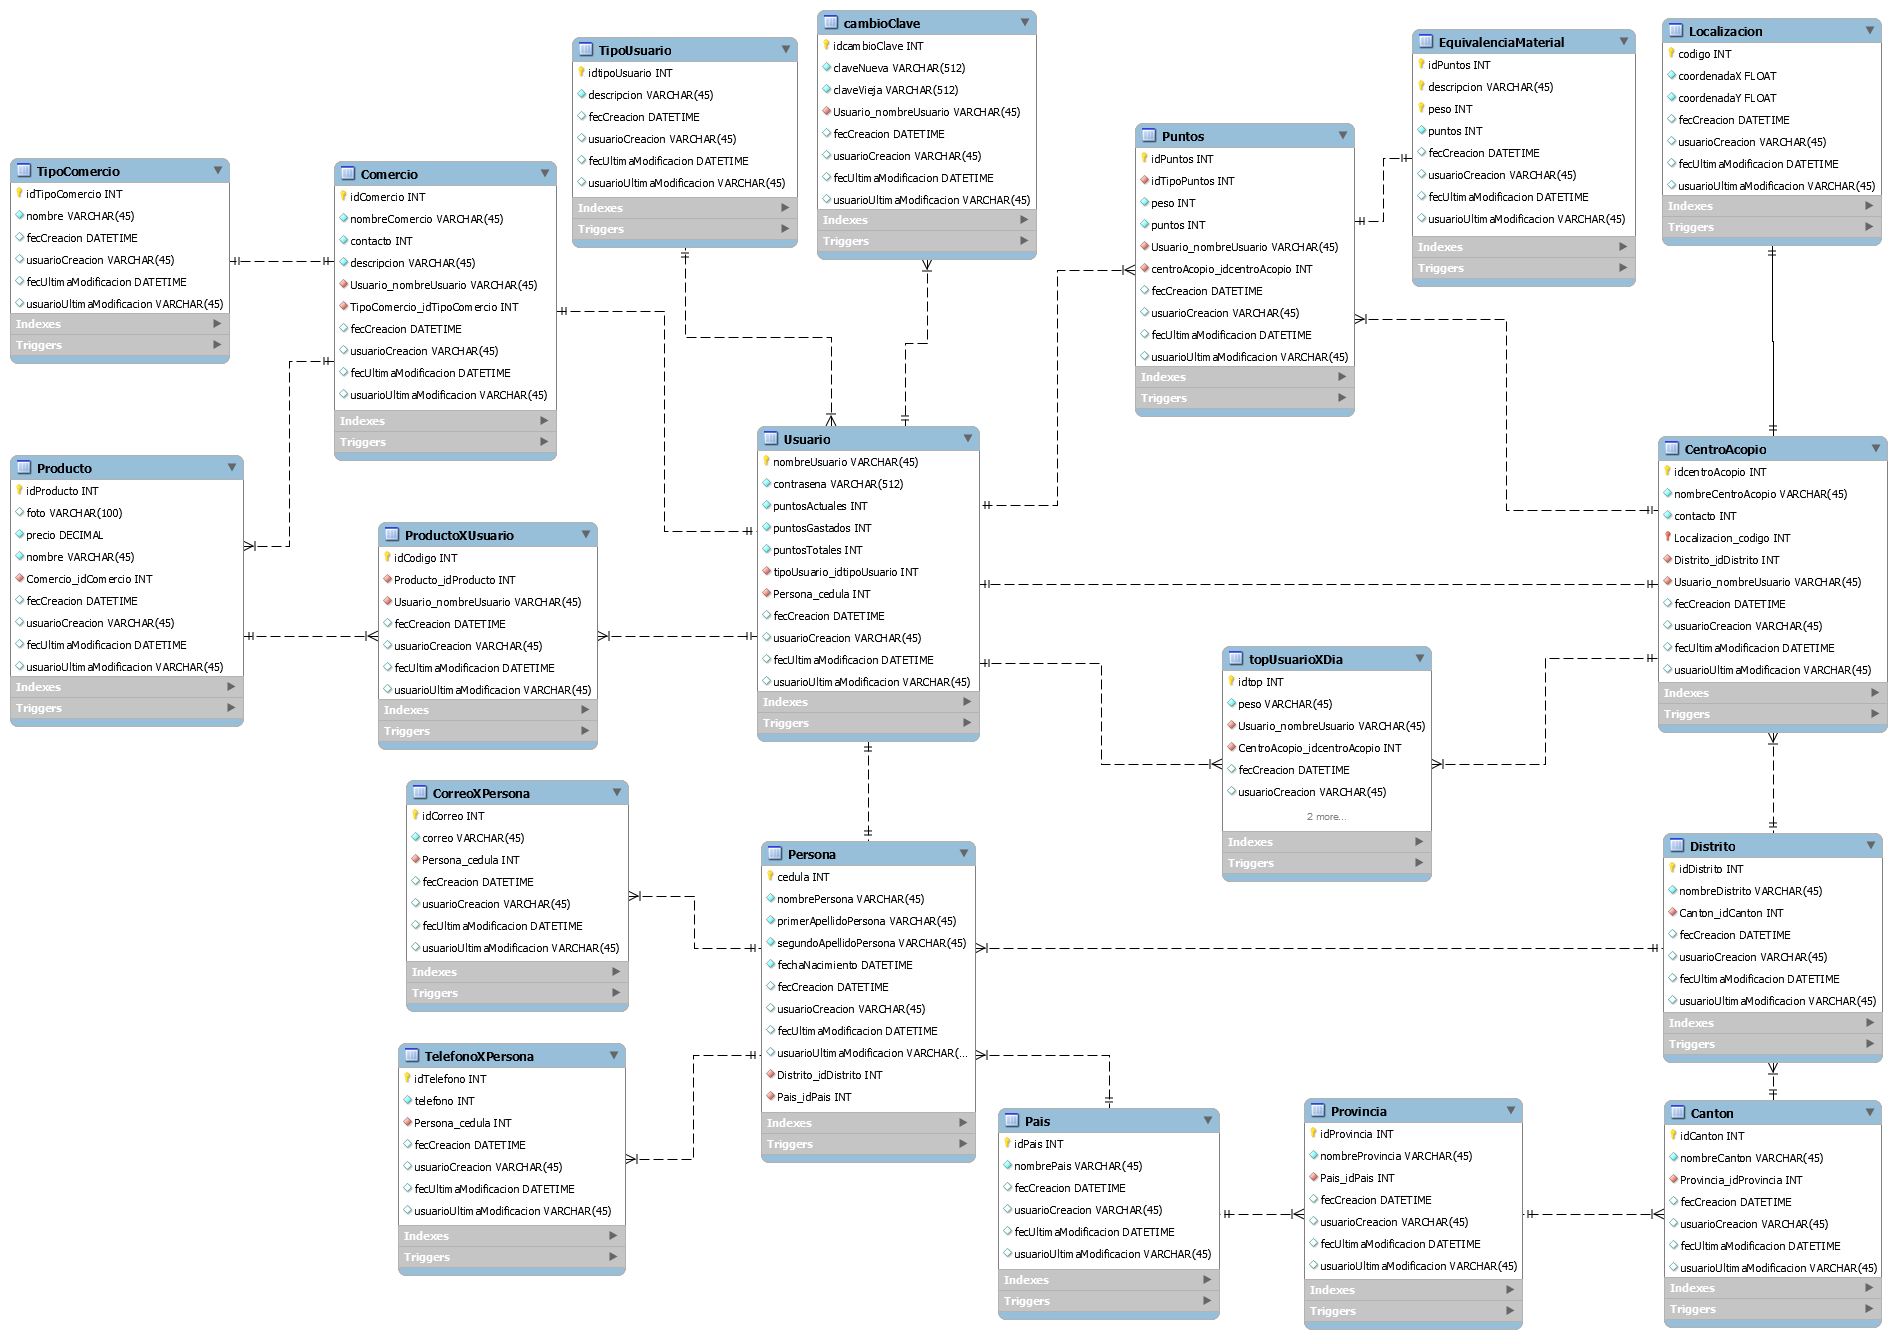 cambioClave
idcambioClave INT
claveNueva VARCHAR(512)
claveVieja VARCHAR(512)
Usuario_nombreUsuario VARCHAR(45)
fecCreacion DATETIME
usuarioCreacion VARCHAR(45)
fecUltimaModificacion DATETIME
usuarioUltimaModificacion VARCHAR(45)
Indexes
Triggers
TipoUsuario
idtipoUsuario INT
descripcion VARCHAR(45)
fecCreacion DATETIME
usuarioCreacion VARCHAR(45)
fecUltimaModificacion DATETIME
usuarioUltimaModificacion VARCHAR(45)
Indexes
Triggers
EquivalenciaMaterial
idPuntos INT
descripcion VARCHAR(45)
peso INT
puntos INT
fecCreacion DATETIME
usuarioCreacion VARCHAR(45)
fecUltimaModificacion DATETIME
usuarioUltimaModificacion VARCHAR(45)
Indexes
Triggers
Localizacion
codigo INT
coordenadaX FLOAT
coordenadaY FLOAT
fecCreacion DATETIME
usuarioCreacion VARCHAR(45)
fecUltimaModificacion DATETIME
usuarioUltimaModificacion VARCHAR(45)
Indexes
Triggers
TipoComercio
idTipoComercio INT
nombre VARCHAR(45)
fecCreacion DATETIME
usuarioCreacion VARCHAR(45)
fecUltimaModificacion DATETIME
usuarioUltimaModificacion VARCHAR(45)
Indexes
Triggers
Comercio
idComercio INT
nombreComercio VARCHAR(45)
contacto INT
descripcion VARCHAR(45)
Usuario_nombreUsuario VARCHAR(45)
TipoComercio_idTipoComercio INT
fecCreacion DATETIME
usuarioCreacion VARCHAR(45)
fecUltimaModificacion DATETIME
usuarioUltimaModificacion VARCHAR(45)
Indexes
Triggers
Puntos
idPuntos INT
idTipoPuntos INT
peso INT
puntos INT
Usuario_nombreUsuario VARCHAR(45)
centroAcopio_idcentroAcopio INT
fecCreacion DATETIME
usuarioCreacion VARCHAR(45)
fecUltimaModificacion DATETIME
usuarioUltimaModificacion VARCHAR(45)
Indexes
Triggers
Producto
idProducto INT
foto VARCHAR(100)
precio DECIMAL
nombre VARCHAR(45)
Comercio_idComercio INT
fecCreacion DATETIME
usuarioCreacion VARCHAR(45)
fecUltimaModificacion DATETIME
usuarioUltimaModificacion VARCHAR(45)
Indexes
Triggers
ProductoXUsuario
idCodigo INT
Producto_idProducto INT
Usuario_nombreUsuario VARCHAR(45)
fecCreacion DATETIME
usuarioCreacion VARCHAR(45)
fecUltimaModificacion DATETIME
usuarioUltimaModificacion VARCHAR(45)
Indexes
Triggers
Usuario
nombreUsuario VARCHAR(45)
contrasena VARCHAR(512)
puntosActuales INT
puntosGastados INT
puntosTotales INT
tipoUsuario_idtipoUsuario INT
Persona_cedula INT
fecCreacion DATETIME
usuarioCreacion VARCHAR(45)
fecUltimaModificacion DATETIME
usuarioUltimaModificacion VARCHAR(45)
Indexes
Triggers
CentroAcopio
idcentroAcopio INT
nombreCentroAcopio VARCHAR(45)
contacto INT
Localizacion_codigo INT
Distrito_idDistrito INT
Usuario_nombreUsuario VARCHAR(45)
fecCreacion DATETIME
usuarioCreacion VARCHAR(45)
fecUltimaModificacion DATETIME
usuarioUltimaModificacion VARCHAR(45)
Indexes
Triggers
topUsuarioXDia
idtop INT
peso VARCHAR(45)
Usuario_nombreUsuario VARCHAR(45)
CentroAcopio_idcentroAcopio INT
fecCreacion DATETIME
usuarioCreacion VARCHAR(45)
2 more...
Indexes
Triggers
CorreoXPersona
idCorreo INT
correo VARCHAR(45)
Persona_cedula INT
fecCreacion DATETIME
usuarioCreacion VARCHAR(45)
fecUltimaModificacion DATETIME
usuarioUltimaModificacion VARCHAR(45)
Indexes
Triggers
Persona
cedula INT
nombrePersona VARCHAR(45)
primerApellidoPersona VARCHAR(45)
segundoApellidoPersona VARCHAR(45)
fechaNacimiento DATETIME
fecCreacion DATETIME
usuarioCreacion VARCHAR(45)
fecUltimaModificacion DATETIME
usuarioUltimaModificacion VARCHAR(...
Distrito_idDistrito INT
Pais_idPais INT
Indexes
Triggers
Distrito
idDistrito INT
nombreDistrito VARCHAR(45)
Canton_idCanton INT
fecCreacion DATETIME
usuarioCreacion VARCHAR(45)
fecUltimaModificacion DATETIME
usuarioUltimaModificacion VARCHAR(45)
Indexes
Triggers
TelefonoXPersona
idTelefono INT
telefono INT
Persona_cedula INT
fecCreacion DATETIME
usuarioCreacion VARCHAR(45)
fecUltimaModificacion DATETIME
usuarioUltimaModificacion VARCHAR(45)
Indexes
Triggers
Pais
idPais INT
nombrePais VARCHAR(45)
fecCreacion DATETIME
usuarioCreacion VARCHAR(45)
fecUltimaModificacion DATETIME
usuarioUltimaModificacion VARCHAR(45)
Indexes
Triggers
Provincia
idProvincia INT
nombreProvincia VARCHAR(45)
Pais_idPais INT
fecCreacion DATETIME
usuarioCreacion VARCHAR(45)
fecUltimaModificacion DATETIME
usuarioUltimaModificacion VARCHAR(45)
Indexes
Triggers
Canton
idCanton INT
nombreCanton VARCHAR(45)
Provincia_idProvincia INT
fecCreacion DATETIME
usuarioCreacion VARCHAR(45)
fecUltimaModificacion DATETIME
usuarioUltimaModificacion VARCHAR(45)
Indexes
Triggers